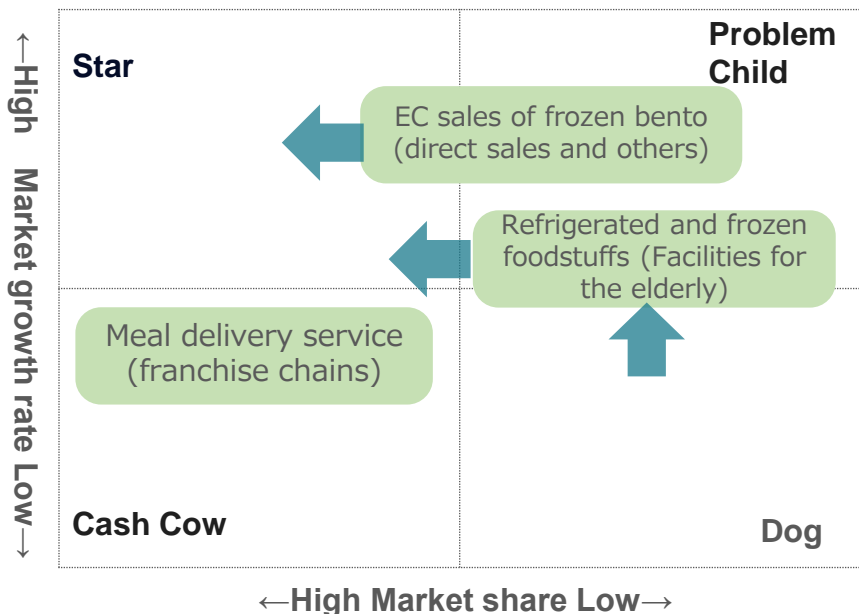 Star
Problem
Child
EC sales of frozen bento
(direct sales and others)
Refrigerated and frozen
foodstuffs (Facilities for
the elderly)
Meal delivery service
(franchise chains)
Cash Cow
Dog
←High Market growth rate Low→
←High Market share Low→